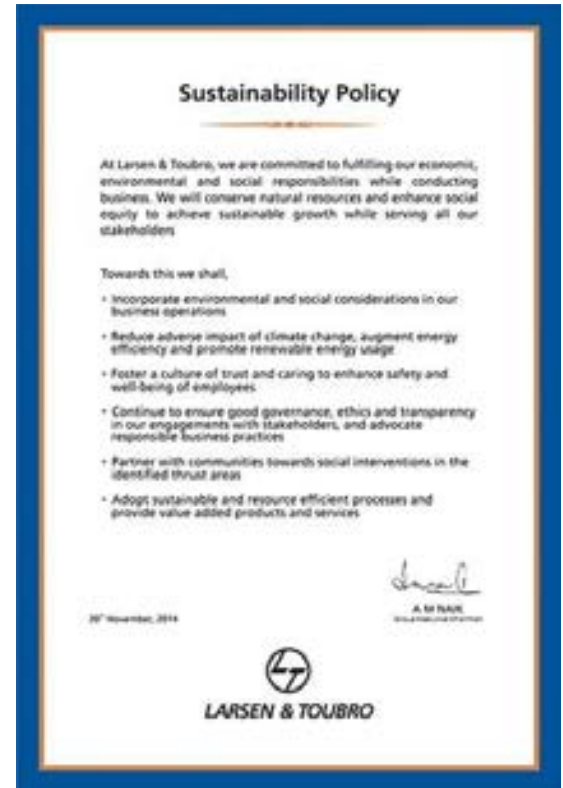 Sustainability Policy
At Larsen & Toubro, we are committed to fulfilling our economic,
environmental and social responsibilities while conducting
business. We will conserve natural resources and enhance social
equity to achieve sustainable growth while serving all our
stakeholders
Towards this we shall,
• Incorporate environmental and social considerations in our
business operations
• Reduce adverse impact of climate change, augment energy
efficiency and promote renewable energy usage
• Foster a culture of trust and caring to enhance safety and
well-being of employees
• Continue to ensure good governance, ethics and transparency
in our engagements with stakeholders, and advocate
responsible business practices
• Partner with communities towards social interventions in the
identified thrust areas
• Adopt sustainable and resource efficient processes and
provide value added products and services
A M NAIK
November, 2014
LT
LARSEN & TOUBRO